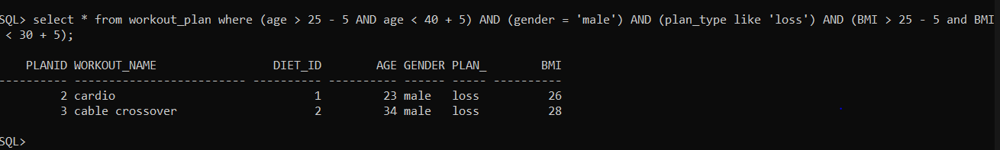 SQL> select * from workout_plan where (age > 25 - 5 AND age < 40 + 5) AND (gender = 'male') AND (plan_type like 'loss') AND (BMI > 25 - 5 and BMI
 < 30 + 5);
    PLANID WORKOUT_NAME                 DIET_ID        AGE GENDER PLAN_        BMI
---------- ------------------------- ---------- ---------- ------ ----- ----------
         2 cardio                             1         23 male   loss          26
         3 cable crossover                    2         34 male   loss          28
SQL>